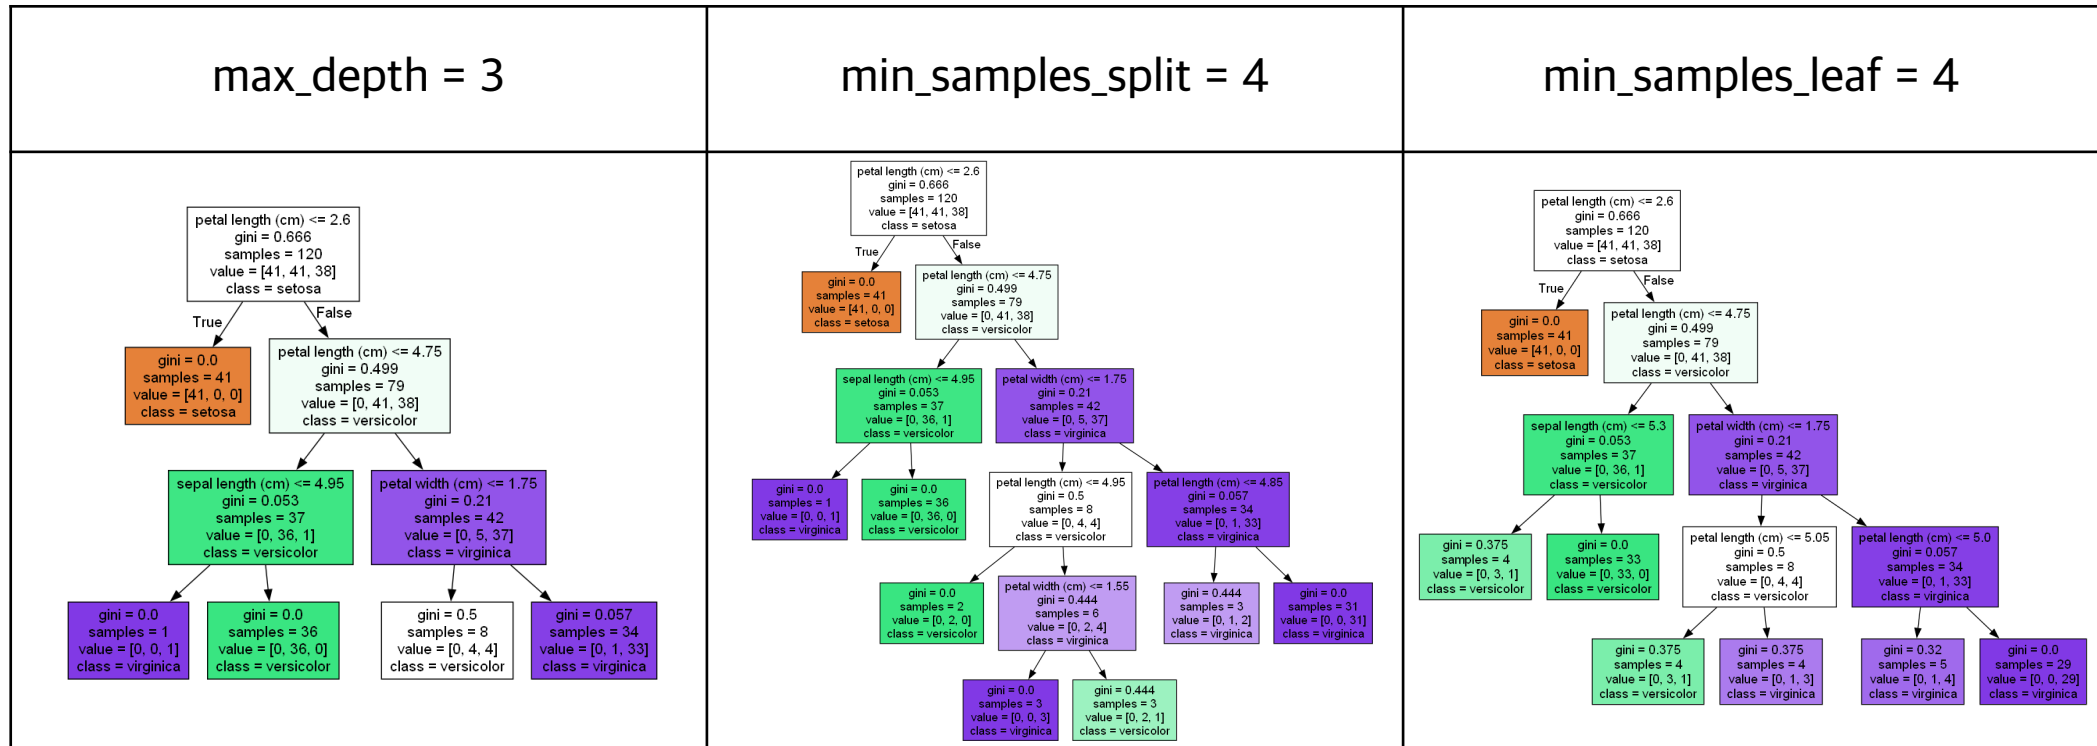 max_depth = 3
min_samples_split = 4
min_samples_leaf = 4
petal length (cm) <= 2.6
gini = 0.666
samples = 120
value = [41, 41, 38]
class = setosa
True
False
gini = 0.0
samples = 41
value = [41, 0, 0]
class = setosa
petal length (cm) <= 4.75
gini = 0.499
samples = 79
value = [0, 41, 38]
class = versicolor
sepal length (cm) <= 4.95
gini = 0.053
samples = 37
value = [0, 36, 1]
class = versicolor
petal width (cm) <= 1.75
gini = 0.21
samples = 42
value = [0, 5, 37]
class = virginica
gini = 0.0
samples = 1
value = [0, 0, 1]
class = virginica
gini = 0.0
samples = 36
value = [0, 36, 0]
class = versicolor
gini = 0.5
samples = 8
value = [0, 4, 4]
class = versicolor
gini = 0.057
samples = 34
value = [0, 1, 33]
class = virginica
petal length (cm) <= 2.6
gini = 0.666
samples = 120
value = [41, 41, 38]
class = setosa
True
False
gini = 0.0
samples = 41
value = [41, 0, 0]
class = setosa
petal length (cm) <= 4.75
gini = 0.499
samples = 79
value = [0, 41, 38]
class = versicolor
sepal length (cm) <= 4.95
gini = 0.053
samples = 37
value = [0, 36, 1]
class = versicolor
petal width (cm) <= 1.75
gini = 0.21
samples = 42
value = [0, 5, 37]
class = virginica
gini = 0.0
samples = 1
value = [0, 0, 1]
class = virginica
gini = 0.0
samples = 36
value = [0, 36, 0]
class = versicolor
petal length (cm) <= 4.95
gini = 0.5
samples = 8
value = [0, 4, 4]
class = versicolor
petal length (cm) <= 4.85
gini = 0.057
samples = 34
value = [0, 1, 33]
class = virginica
gini = 0.0
samples = 2
value = [0, 2, 0]
class = versicolor
petal width (cm) <= 1.55
gini = 0.444
samples = 6
value = [0, 2, 4]
class = virginica
gini = 0.444
samples = 3
value = [0, 1, 2]
class = virginica
gini = 0.0
samples = 31
value = [0, 0, 31]
class = virginica
gini = 0.0
samples = 3
value = [0, 0, 3]
class = virginica
gini = 0.444
samples = 3
value = [0, 2, 1]
class = versicolor
petal length (cm) <= 2.6
gini = 0.666
samples = 120
value = [41, 41, 38]
class = setosa
True
False
gini = 0.0
samples = 41
value = [41, 0, 0]
class = setosa
petal length (cm) <= 4.75
gini = 0.499
samples = 79
value = [0, 41, 38]
class = versicolor
sepal length (cm) <= 5.3
gini = 0.053
samples = 37
value = [0, 36, 1]
class = versicolor
petal width (cm) <= 1.75
gini = 0.21
samples = 42
value = [0, 5, 37]
class = virginica
gini = 0.375
samples = 4
value = [0, 3, 1]
class = versicolor
gini = 0.0
samples = 33
value = [0, 33, 0]
class = versicolor
petal length (cm) <= 5.05
gini = 0.5
samples = 8
value = [0, 4, 4]
class = versicolor
petal length (cm) <= 5.0
gini = 0.057
samples = 34
value = [0, 1, 33]
class = virginica
gini = 0.375
samples = 4
value = [0, 3, 1]
class = versicolor
gini = 0.375
samples = 4
value = [0, 1, 3]
class = virginica
gini = 0.32
samples = 5
value = [0, 1, 4]
class = virginica
gini = 0.0
samples = 29
value = [0, 0, 29]
class = virginica